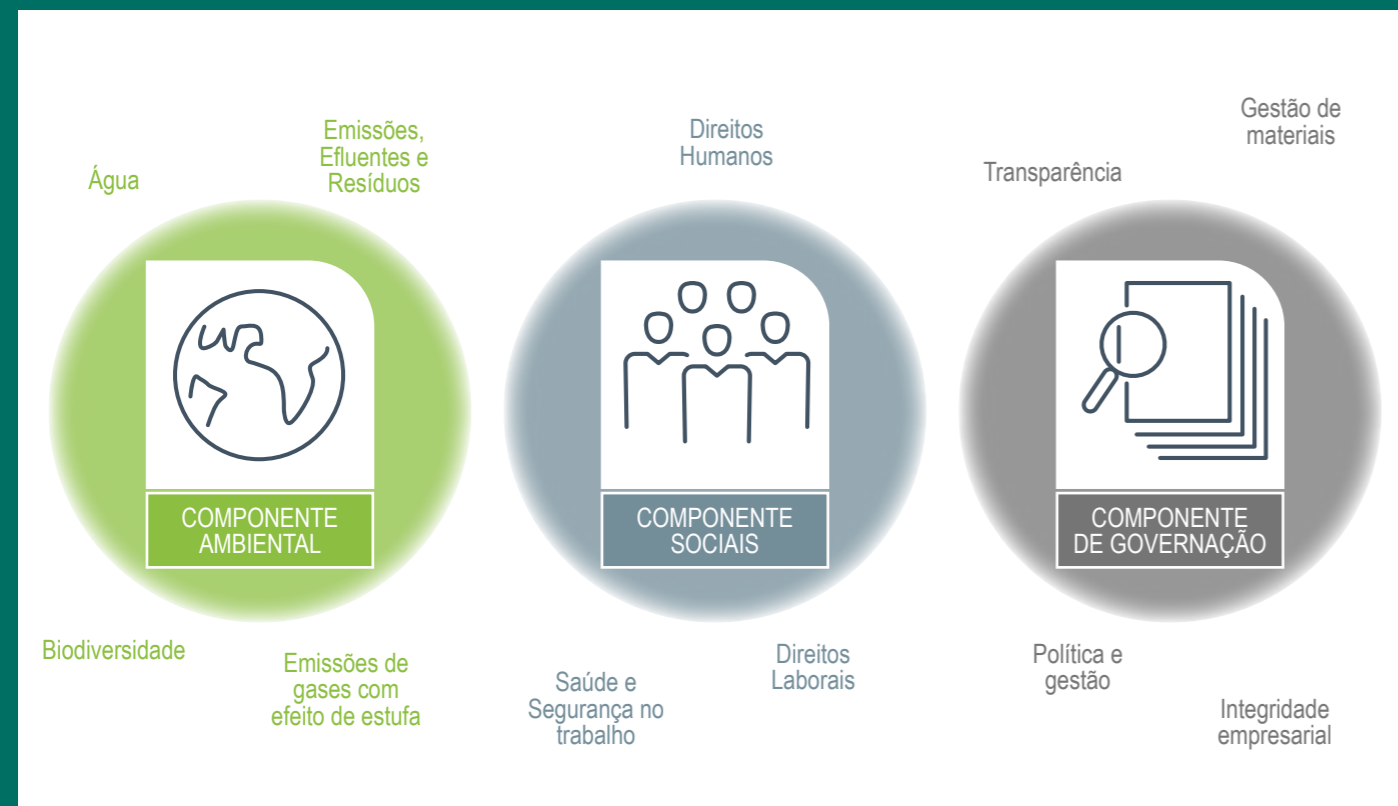 Água
Emissões,
Efluentes e
Resíduos
COMPONENTE
AMBIENTAL
Biodiversidade
Emissões de
gases com
efeito de estufa
Direitos
Humanos
COMPONENTE
SOCIAIS
Saúde e
Segurança no
trabalho
Direitos
Laborais
Transparência
Gestão de
materiais
COMPONENTE
DE GOVERNAÇÃO
Política e
gestão
Integridade
empresarial